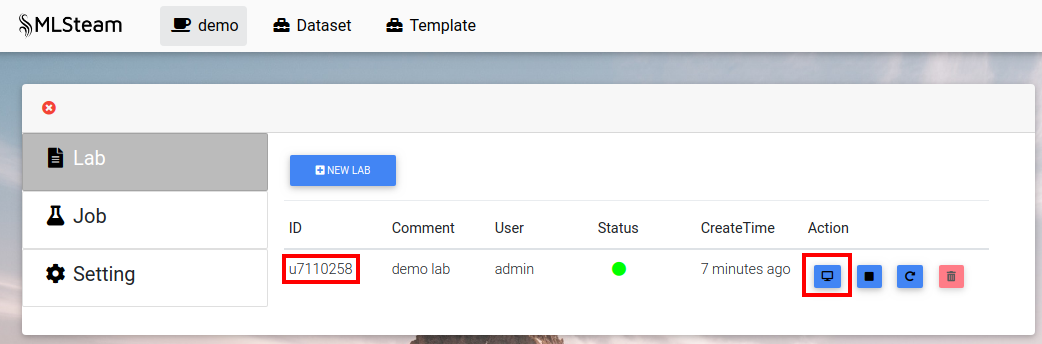 MLSteam demo Dataset Template
Lab
NEW LAB
Job
ID Comment User Status CreateTime Action
Setting
u7110258 demo lab admin 7 minutes ago